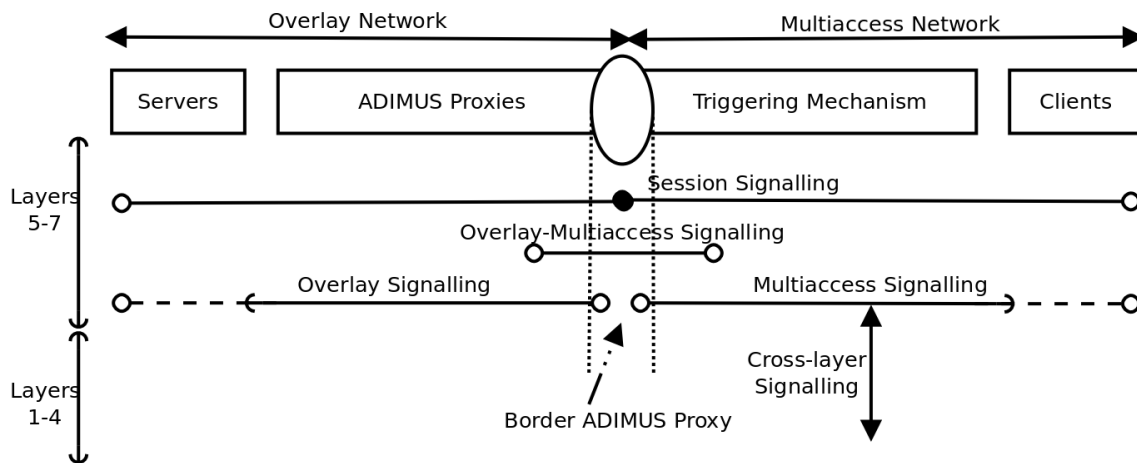 Overlay Network
Multiaccess Network
Servers
ADIMUS Proxies
Triggering Mechanism
Clients
Layers
5-7
Session Signalling
Overlay-Multiaccess Signalling
Overlay Signalling
Multiaccess Signalling
Layers
1-4
Cross-layer
Signalling
Border ADIMUS Proxy